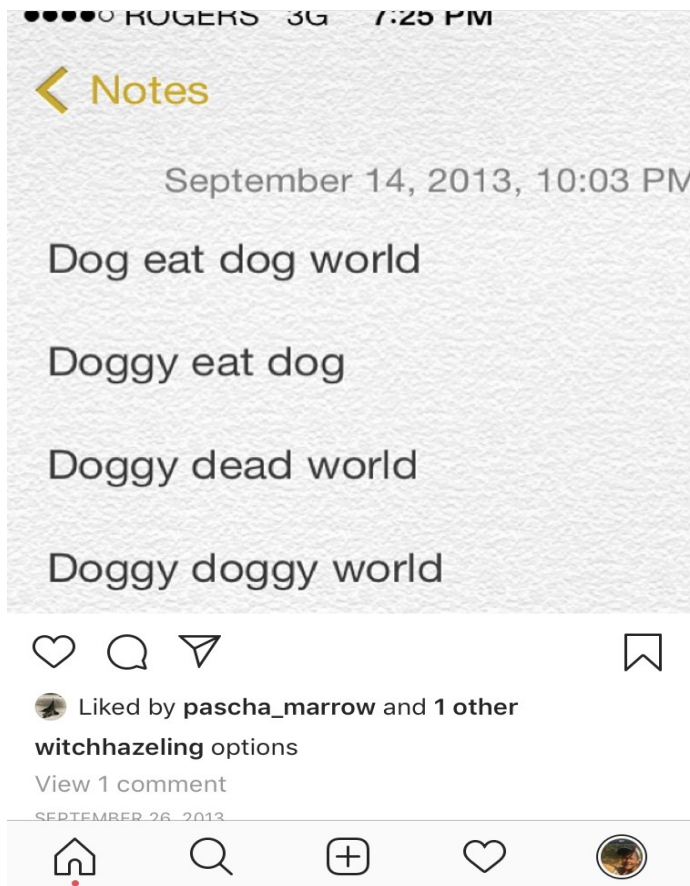 ROGERS 3G 7:25 PM
Notes
September 14, 2013, 10:03 PM
Dog eat dog world
Doggy eat dog
Doggy dead world
Doggy doggy world
Liked by pascha_marrow and 1 other
witchhazeling options
View 1 comment
SEPTEMBER 26, 2013